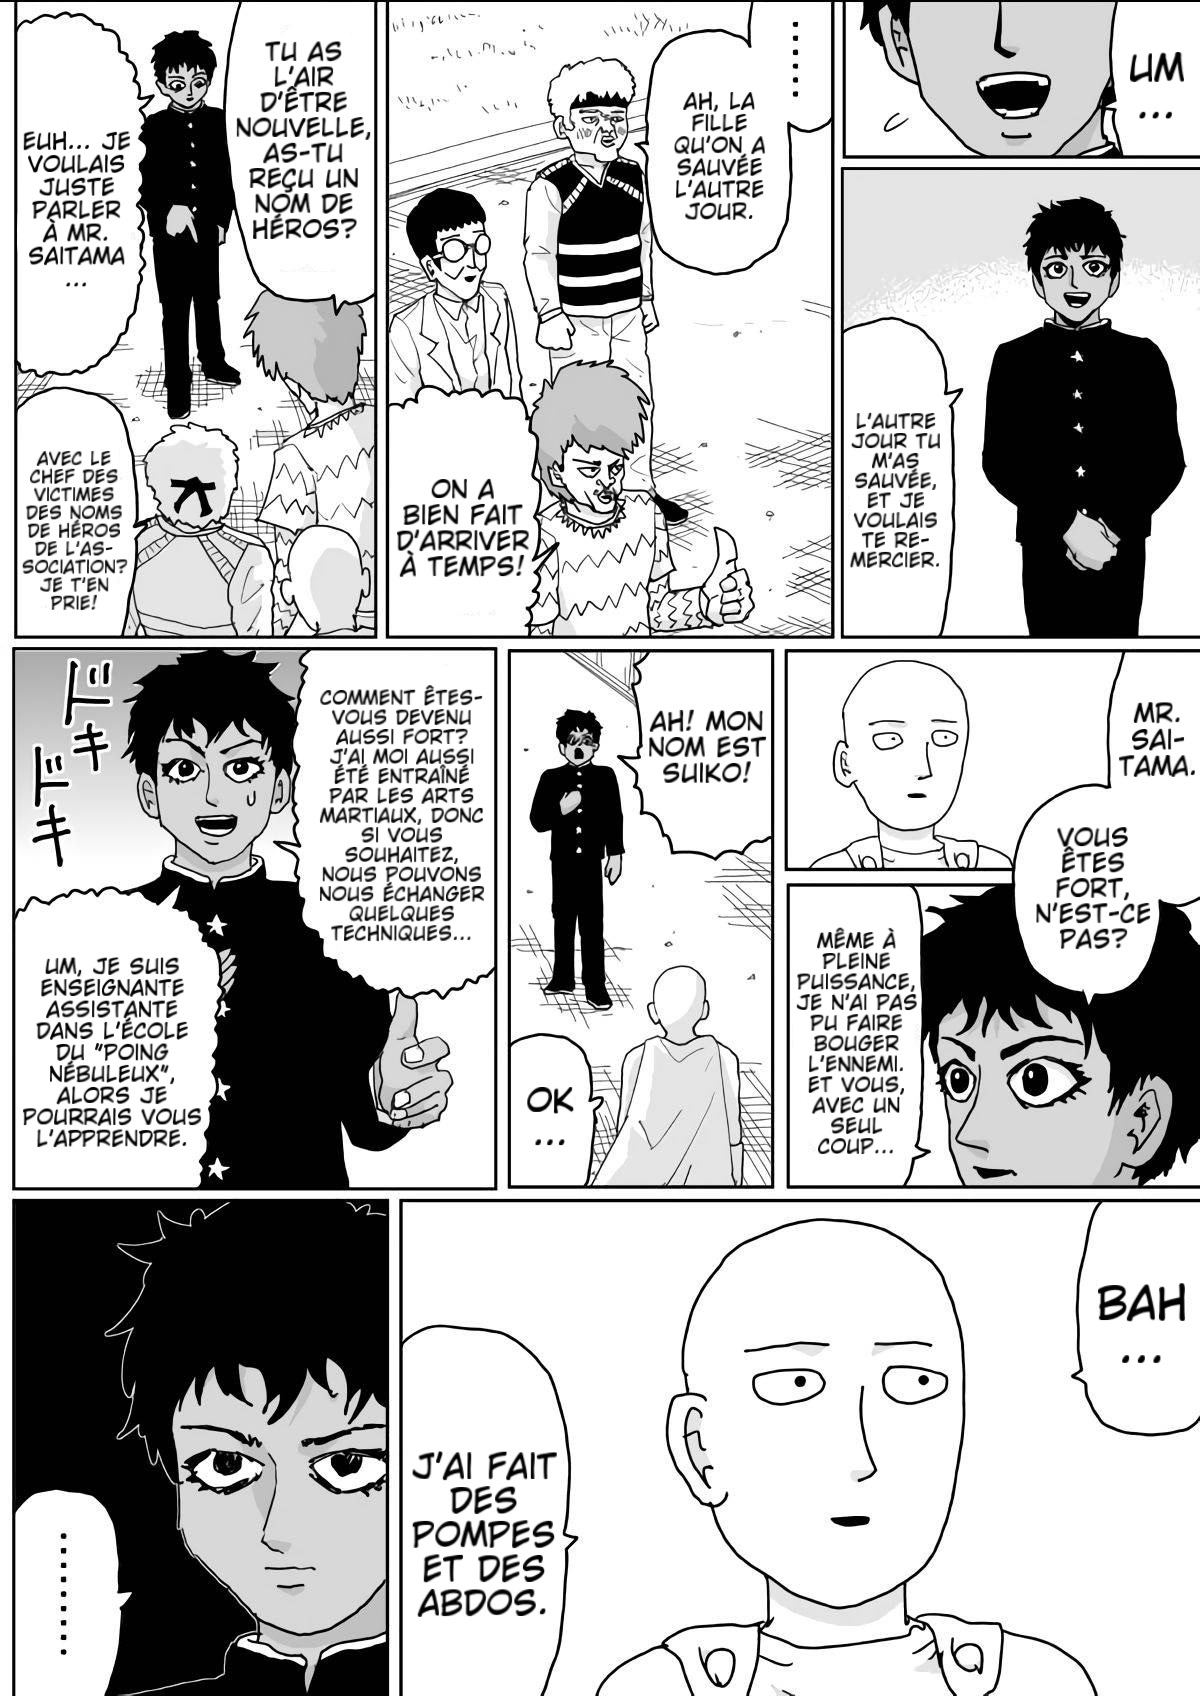 UM
...
L'AUTRE
JOUR TU
M'AS
SAUVÉE,
ET JE
VOULAIS
TE RE-
MERCIER.
......
AH, LA
FILLE
QU'ON A
SAUVÉE
L'AUTRE
JOUR.
ON A
BIEN FAIT
D'ARRIVER
À TEMPS!
TU AS
L'AIR
D'ÊTRE
NOUVELLE,
AS-TU
REÇU UN
NOM DE
HÉROS?
EUH... JE
VOULAIS
JUSTE
PARLER
À MR.
SAITAMA
...
AVEC LE
CHEF DES
VICTIMES
DES NOMS
DE HÉROS
DE L'AS-
SOCIATION?
JE T'EN
PRIE!
MR.
SAI-
TAMA.
VOUS
ÊTES
FORT,
N'EST-CE
PAS?
MÊME À
PLEINE
PUISSANCE,
JE N'AI PAS
PU FAIRE
BOUGER
L'ENNEMI.
ET VOUS,
AVEC UN
SEUL
COUP...
AH! MON
NOM EST
SUIKO!
OK
...
COMMENT ÊTES-
VOUS DEVENU
AUSSI FORT?
J'AI MOI AUSSI
ÉTÉ ENTRAÎNÉ
PAR LES ARTS
MARTIAUX, DONC
SI VOUS
SOUHAITEZ,
NOUS POUVONS
NOUS ÉCHANGER
QUELQUES
TECHNIQUES...
ドキ
ドキ
UM, JE SUIS
ENSEIGNANTE
ASSISTANTE
DANS L'ÉCOLE
DU "POING
NÉBULEUX",
ALORS JE
POURRAIS VOUS
L'APPRENDRE.
BAH
...
J'AI FAIT
DES
POMPES
ET DES
ABDOS.
.........